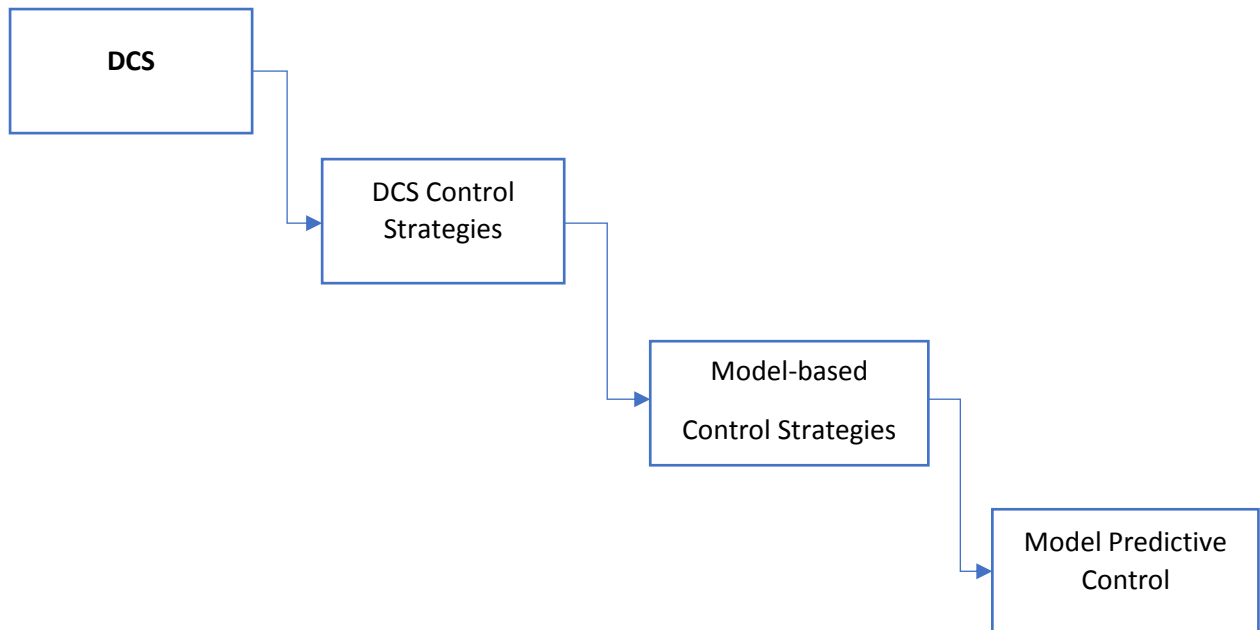 DCS
DCS Control
Strategies
Model-based
Control Strategies
Model Predictive
Control